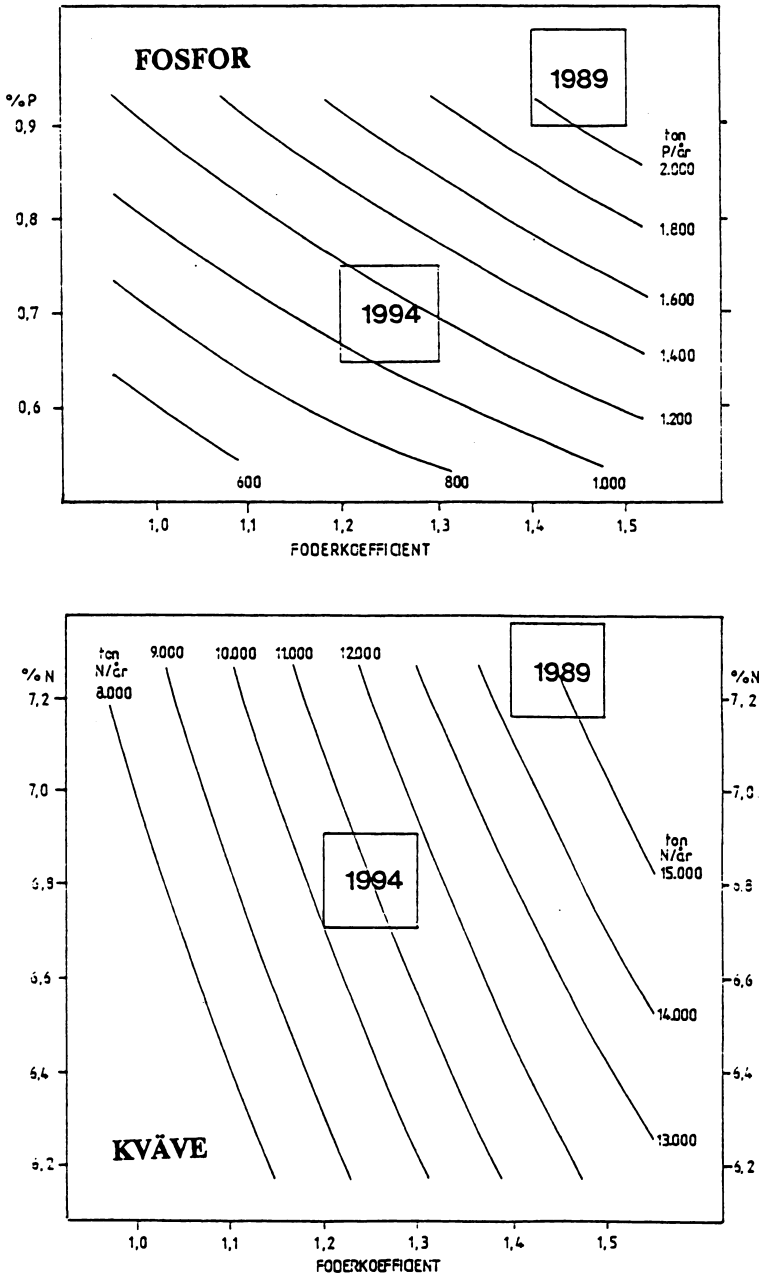 FOSFOR
1989
%P
0,9
ton
P/år
2.000
0,8
1.800
1.600
0,7
1994
1.400
0,6
1.200
600
800
1.000
1,0 1,1 1,2 1,3 1,4 1,5
FODERKOEFFICIENT
ton
N/år
8.000
9.000 10.000 11.000 12.000
1989
%N %N
7,2 7,2
7,0 7,0
ton
N/år
15.000
1994
6,8 6,8
6,6 6,6
14.000
6,4 6,4
KVÄVE
13.000
6,2 6,2
1,0 1,1 1,2 1,3 1,4 1,5
FODERKOEFFICIENT